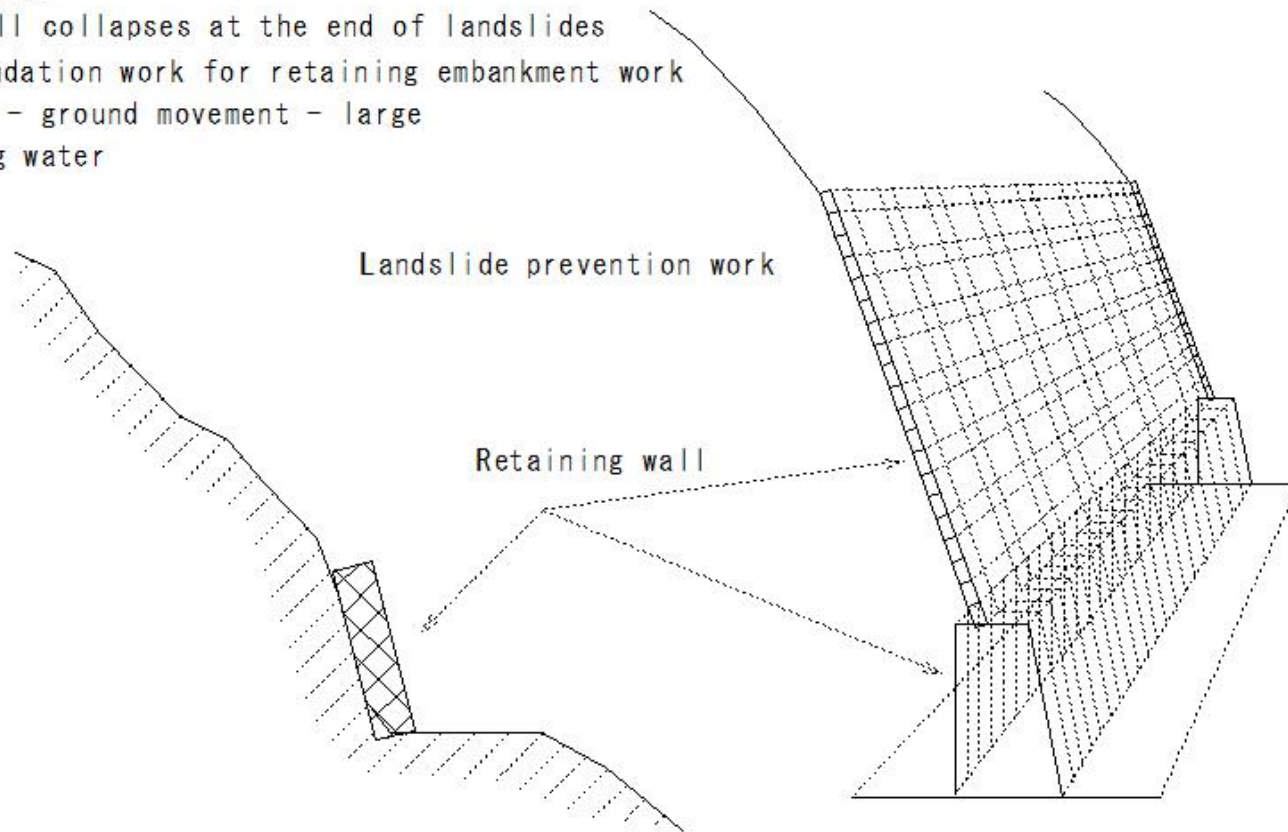 ll collapses at the end of landslides
ndation work for retaining embankment work
- ground movement - large
g water
Landslide prevention work
Retaining wall